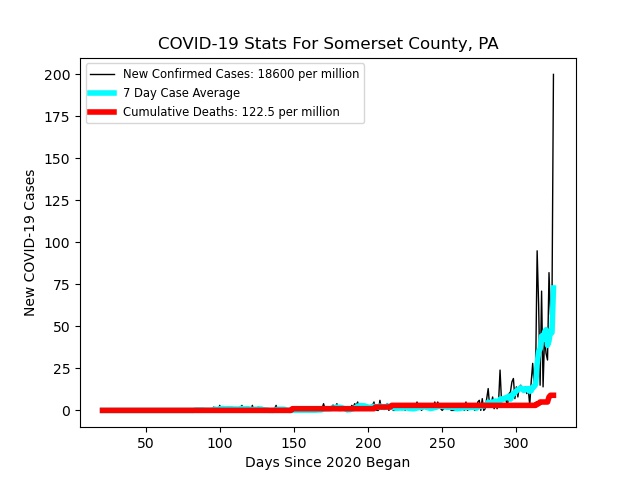 COVID-19 Stats For Somerset County, PA
New Confirmed Cases: 18600 per million
7 Day Case Average
Cumulative Deaths: 122.5 per million
200
175
150
125
100
75
50
25
0
New COVID-19 Cases
50 100 150 200 250 300
Days Since 2020 Began